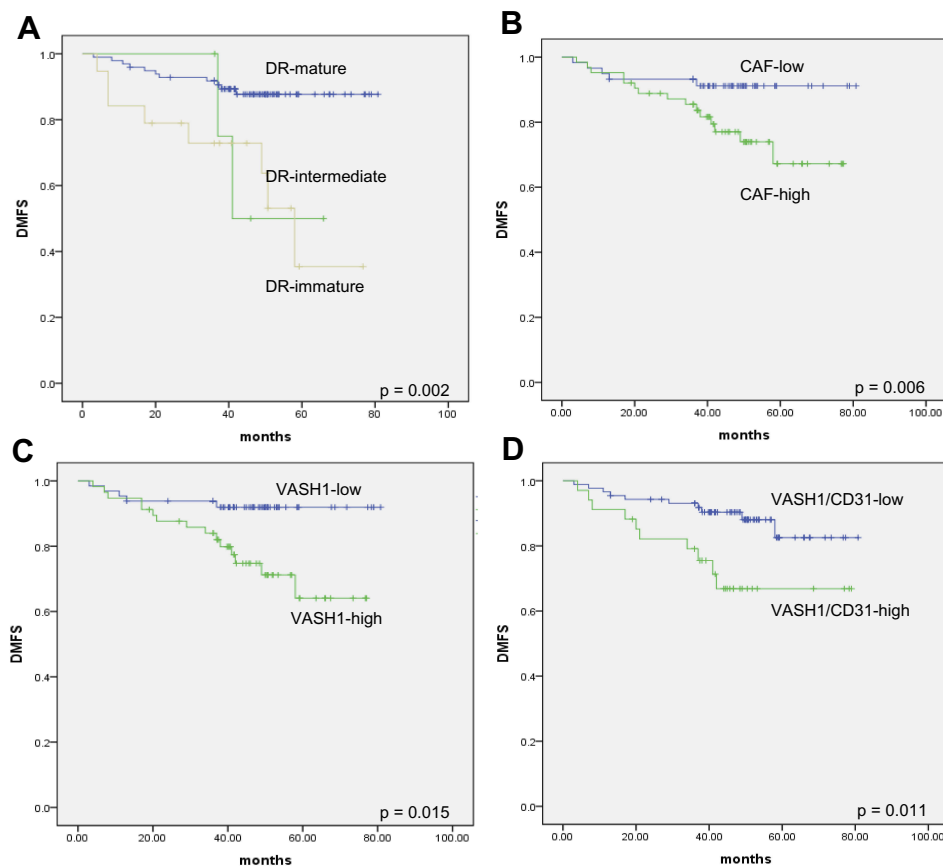 A
1.0
0.8
0.6
0.4
0.2
0.0
DMFS
DR-mature
DR-intermediate
DR-immature
p = 0.002
0 20 40 60 80 100
months
B
1.0
0.8
0.6
0.4
0.2
0.0
DMFS
CAF-low
CAF-high
p = 0.006
0.00 20.00 40.00 60.00 80.00 100.00
months
C
1.0
0.8
0.6
0.4
0.2
0.0
DMFS
VASH1-low
VASH1-high
p = 0.015
0.00 20.00 40.00 60.00 80.00 100.00
months
D
1.0
0.8
0.6
0.4
0.2
0.0
DMFS
VASH1/CD31-low
VASH1/CD31-high
p = 0.011
0.00 20.00 40.00 60.00 80.00 100.00
months